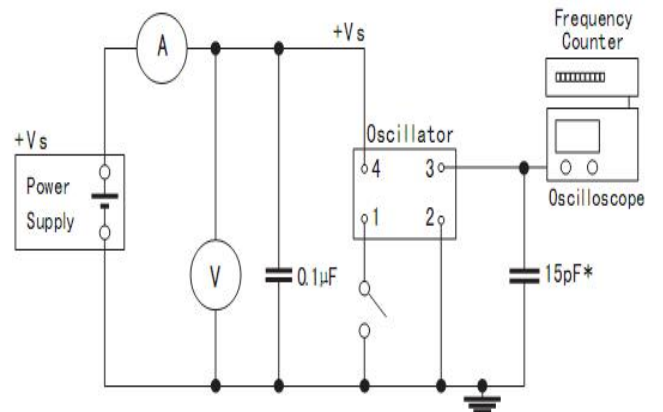 Frequency
Counter
A
+Vs
Oscillator
+Vs
Power
Supply
4
3
1
2
Oscilloscope
V
0.1μF
15pF*